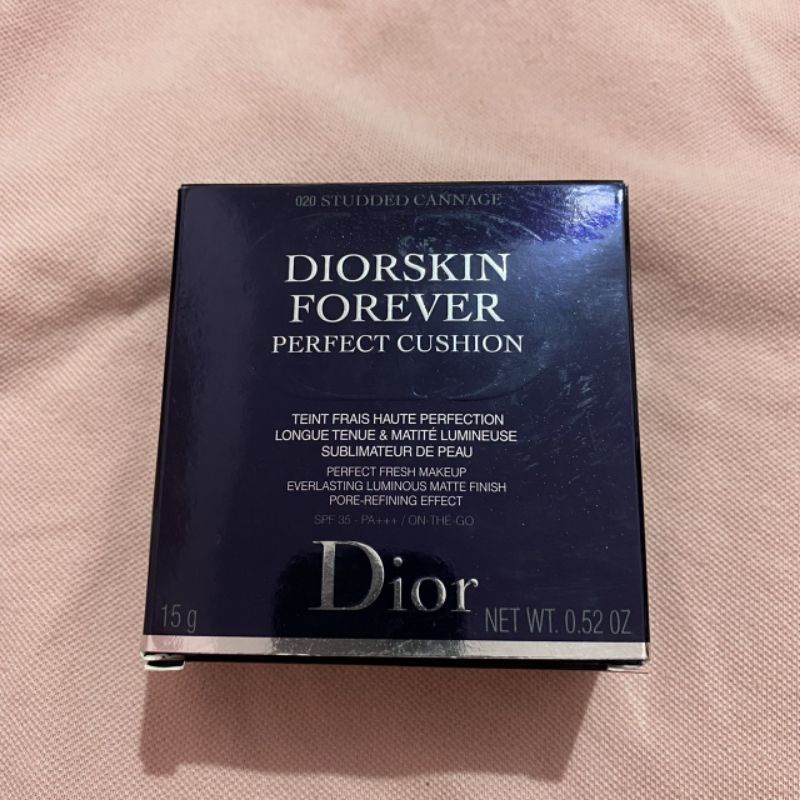 020 STUDDED CANNAGE
DIORSKIN
FOREVER
PERFECT CUSHION
TEINT FRAIS HAUTE PERFECTION
LONGUE TENUE & MATITÉ LUMINEUSE
SUBLIMATEUR DE PEAU
PERFECT FRESH MAKEUP
EVERLASTING LUMINOUS MATTE FINISH
PORE-REFINING EFFECT
SPF 35 - PA+++ / ON-THE-GO
Dior
15 g
NET WT. 0.52 OZ